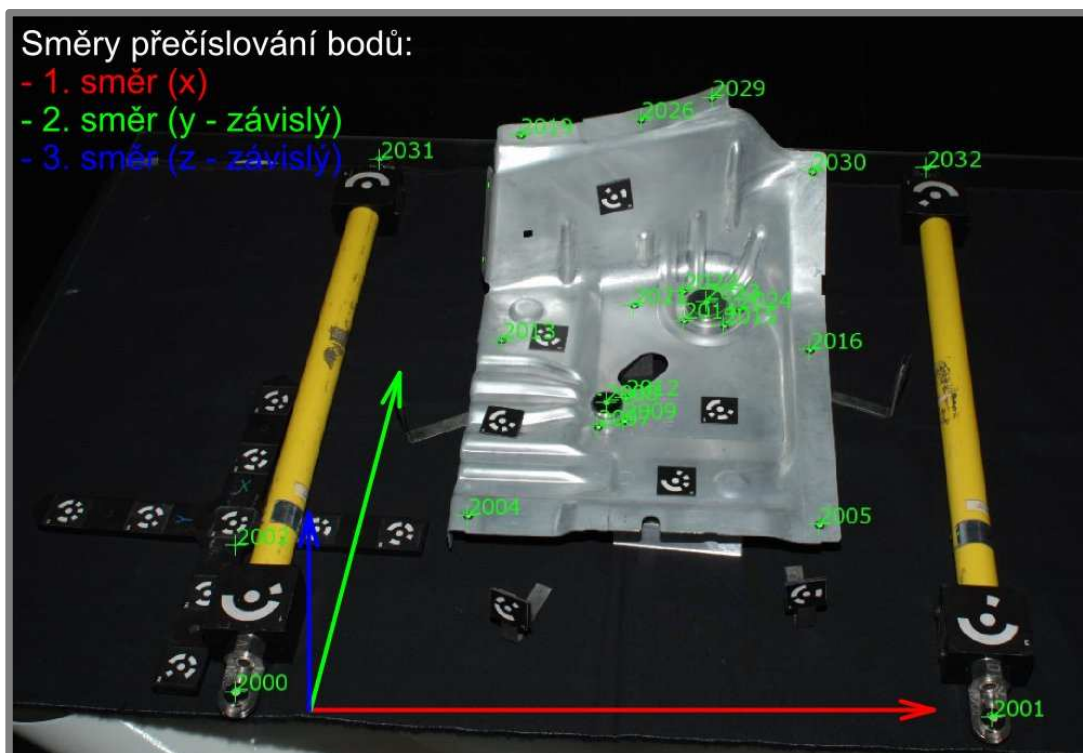 Směry přečíslování bodů:
- 1. směr (x)
- 2. směr (y - závislý)
- 3. směr (z - závislý)
2029
2026
2019
2031
2030
2032
2016
2013
2012
2004
2005
2000
2001
X
Y